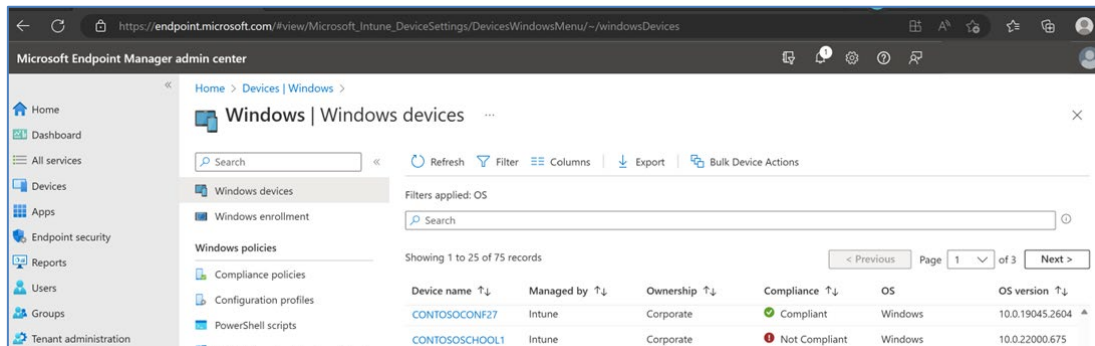 https://endpoint.microsoft.com/#view/Microsoft_Intune_DeviceSettings/DevicesWindowsMenu/~/windowsDevices
Microsoft Endpoint Manager admin center
1
Home
Dashboard
All services
Devices
Apps
Endpoint security
Reports
Users
Groups
Tenant administration
Home > Devices | Windows >
Windows | Windows devices ...
Search
Windows devices
Windows enrollment
Windows policies
Compliance policies
Configuration profiles
PowerShell scripts
Refresh Filter Columns Export Bulk Device Actions
Filters applied: OS
Search
Showing 1 to 25 of 75 records < Previous Page 1 of 3 Next >
Device name Managed by Ownership Compliance OS OS version
CONTOSOCONF27 Intune Corporate Compliant Windows 10.0.19045.2604
CONTOSOSCHOOL1 Intune Corporate Not Compliant Windows 10.0.22000.675